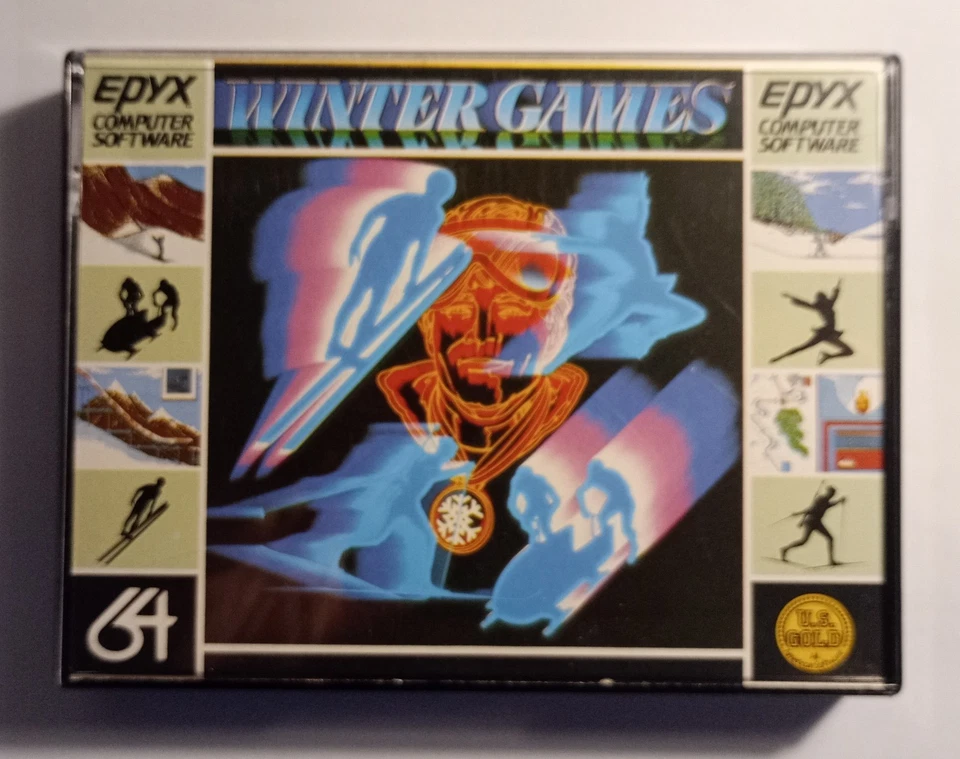 EPYX
COMPUTER
SOFTWARE
WINTER GAMES
EPYX
COMPUTER
SOFTWARE
64
U.S.
GOLD